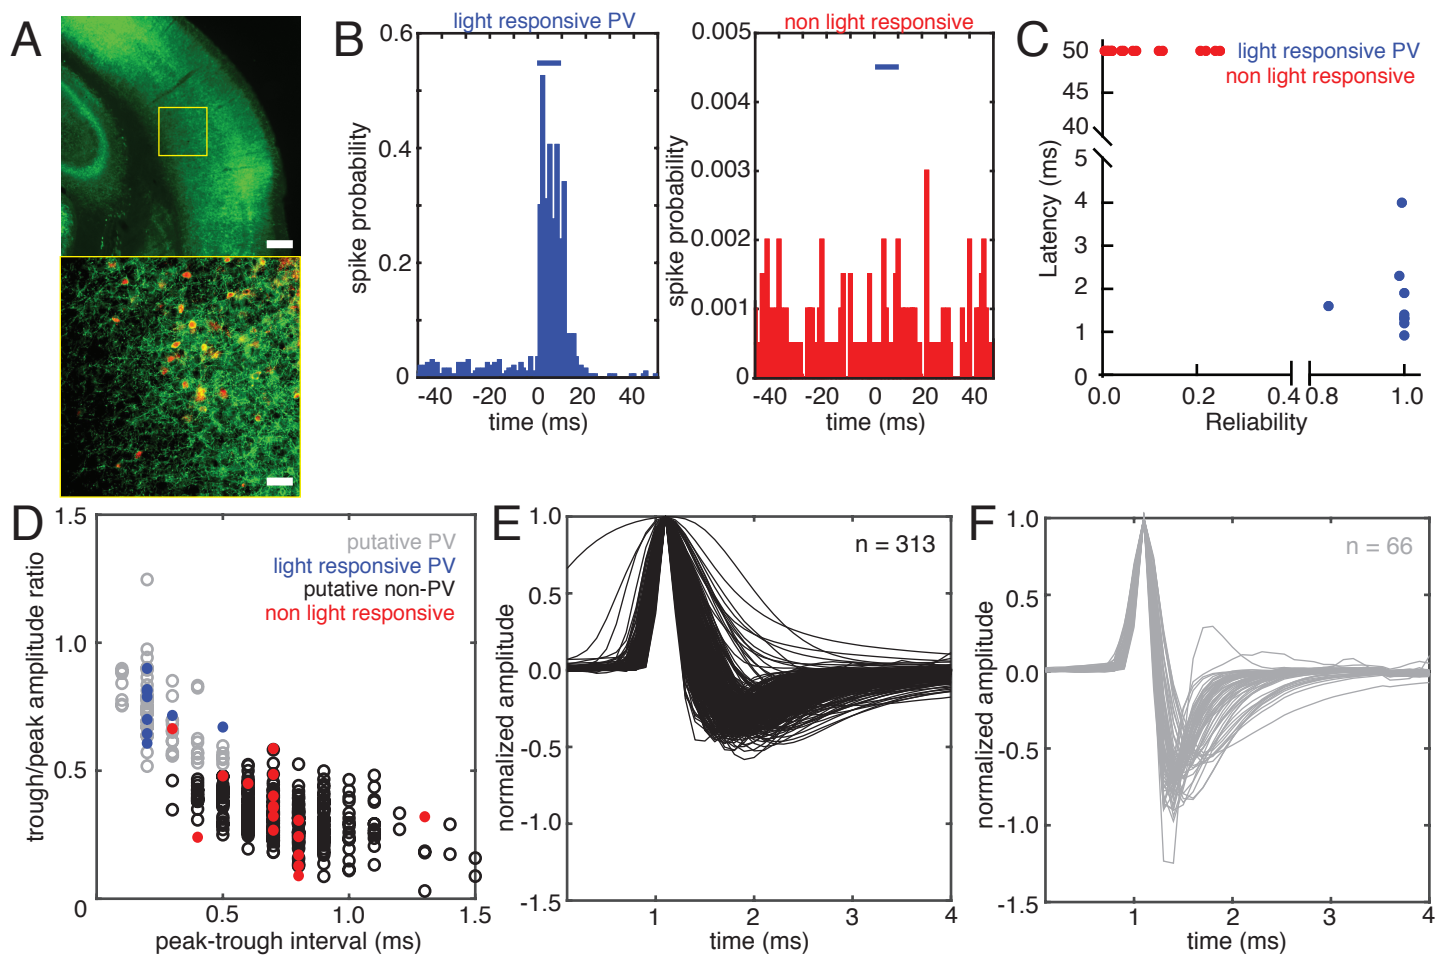 A
B
light responsive PV
0.6
0.4
0.2
0
spike probability
-40 -20 0 20 40
time (ms)
non light responsive
0.005
0.004
0.003
0.002
0.001
0
spike probability
-40 -20 0 20 40
time (ms)
C
light responsive PV
non light responsive
50
45
40
5
4
3
2
1
0
Latency (ms)
0.0 0.2 0.4 0.8 1.0
Reliability
D
1.5
1.0
0.5
0
trough/peak amplitude ratio
putative PV
light responsive PV
putative non-PV
non light responsive
0.5 1.0 1.5
peak-trough interval (ms)
E
n = 313
1.0
0.5
0.0
-0.5
-1.0
-1.5
normalized amplitude
1 2 3 4
time (ms)
F
n = 66
1.0
0.5
0.0
-0.5
-1.0
-1.5
normalized amplitude
1 2 3 4
time (ms)